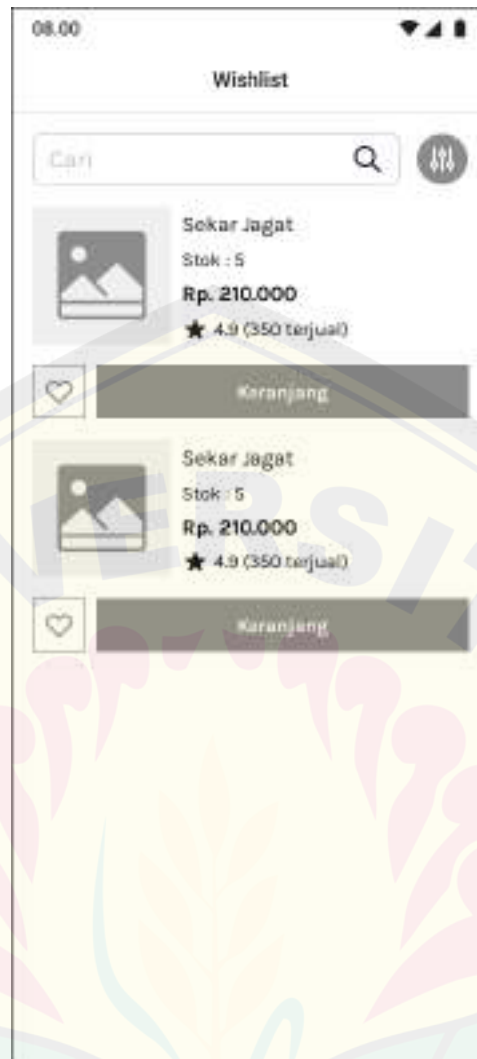 08.00
Wishlist
Cari
Sekar Jagat
Stok : 5
Rp. 210.000
4.9 (350 terjual)
Keranjang
Sekar Jagat
Stok : 5
Rp. 210.000
4.9 (350 terjual)
Keranjang